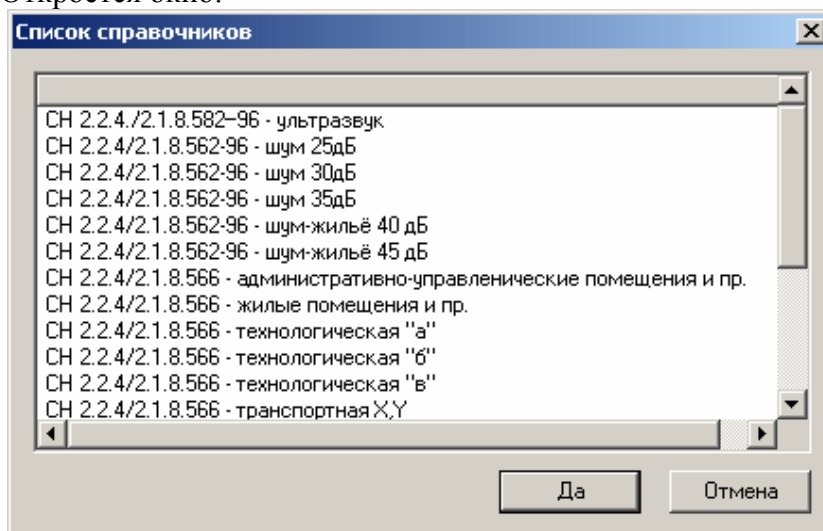 Откроется окно:
Список справочников
СН 2.2.4./2.1.8.582–96 - ультразвук
СН 2.2.4/2.1.8.562-96 - шум 25дБ
СН 2.2.4/2.1.8.562-96 - шум 30дБ
СН 2.2.4/2.1.8.562-96 - шум 35дБ
СН 2.2.4/2.1.8.562-96 - шум-жильё 40 дБ
СН 2.2.4/2.1.8.562-96 - шум-жильё 45 дБ
СН 2.2.4/2.1.8.566 - административно-управленические помещения и пр.
СН 2.2.4/2.1.8.566 - жилые помещения и пр.
СН 2.2.4/2.1.8.566 - технологическая "а"
СН 2.2.4/2.1.8.566 - технологическая "б"
СН 2.2.4/2.1.8.566 - технологическая "в"
СН 2.2.4/2.1.8.566 - транспортная X,Y
Да Отмена